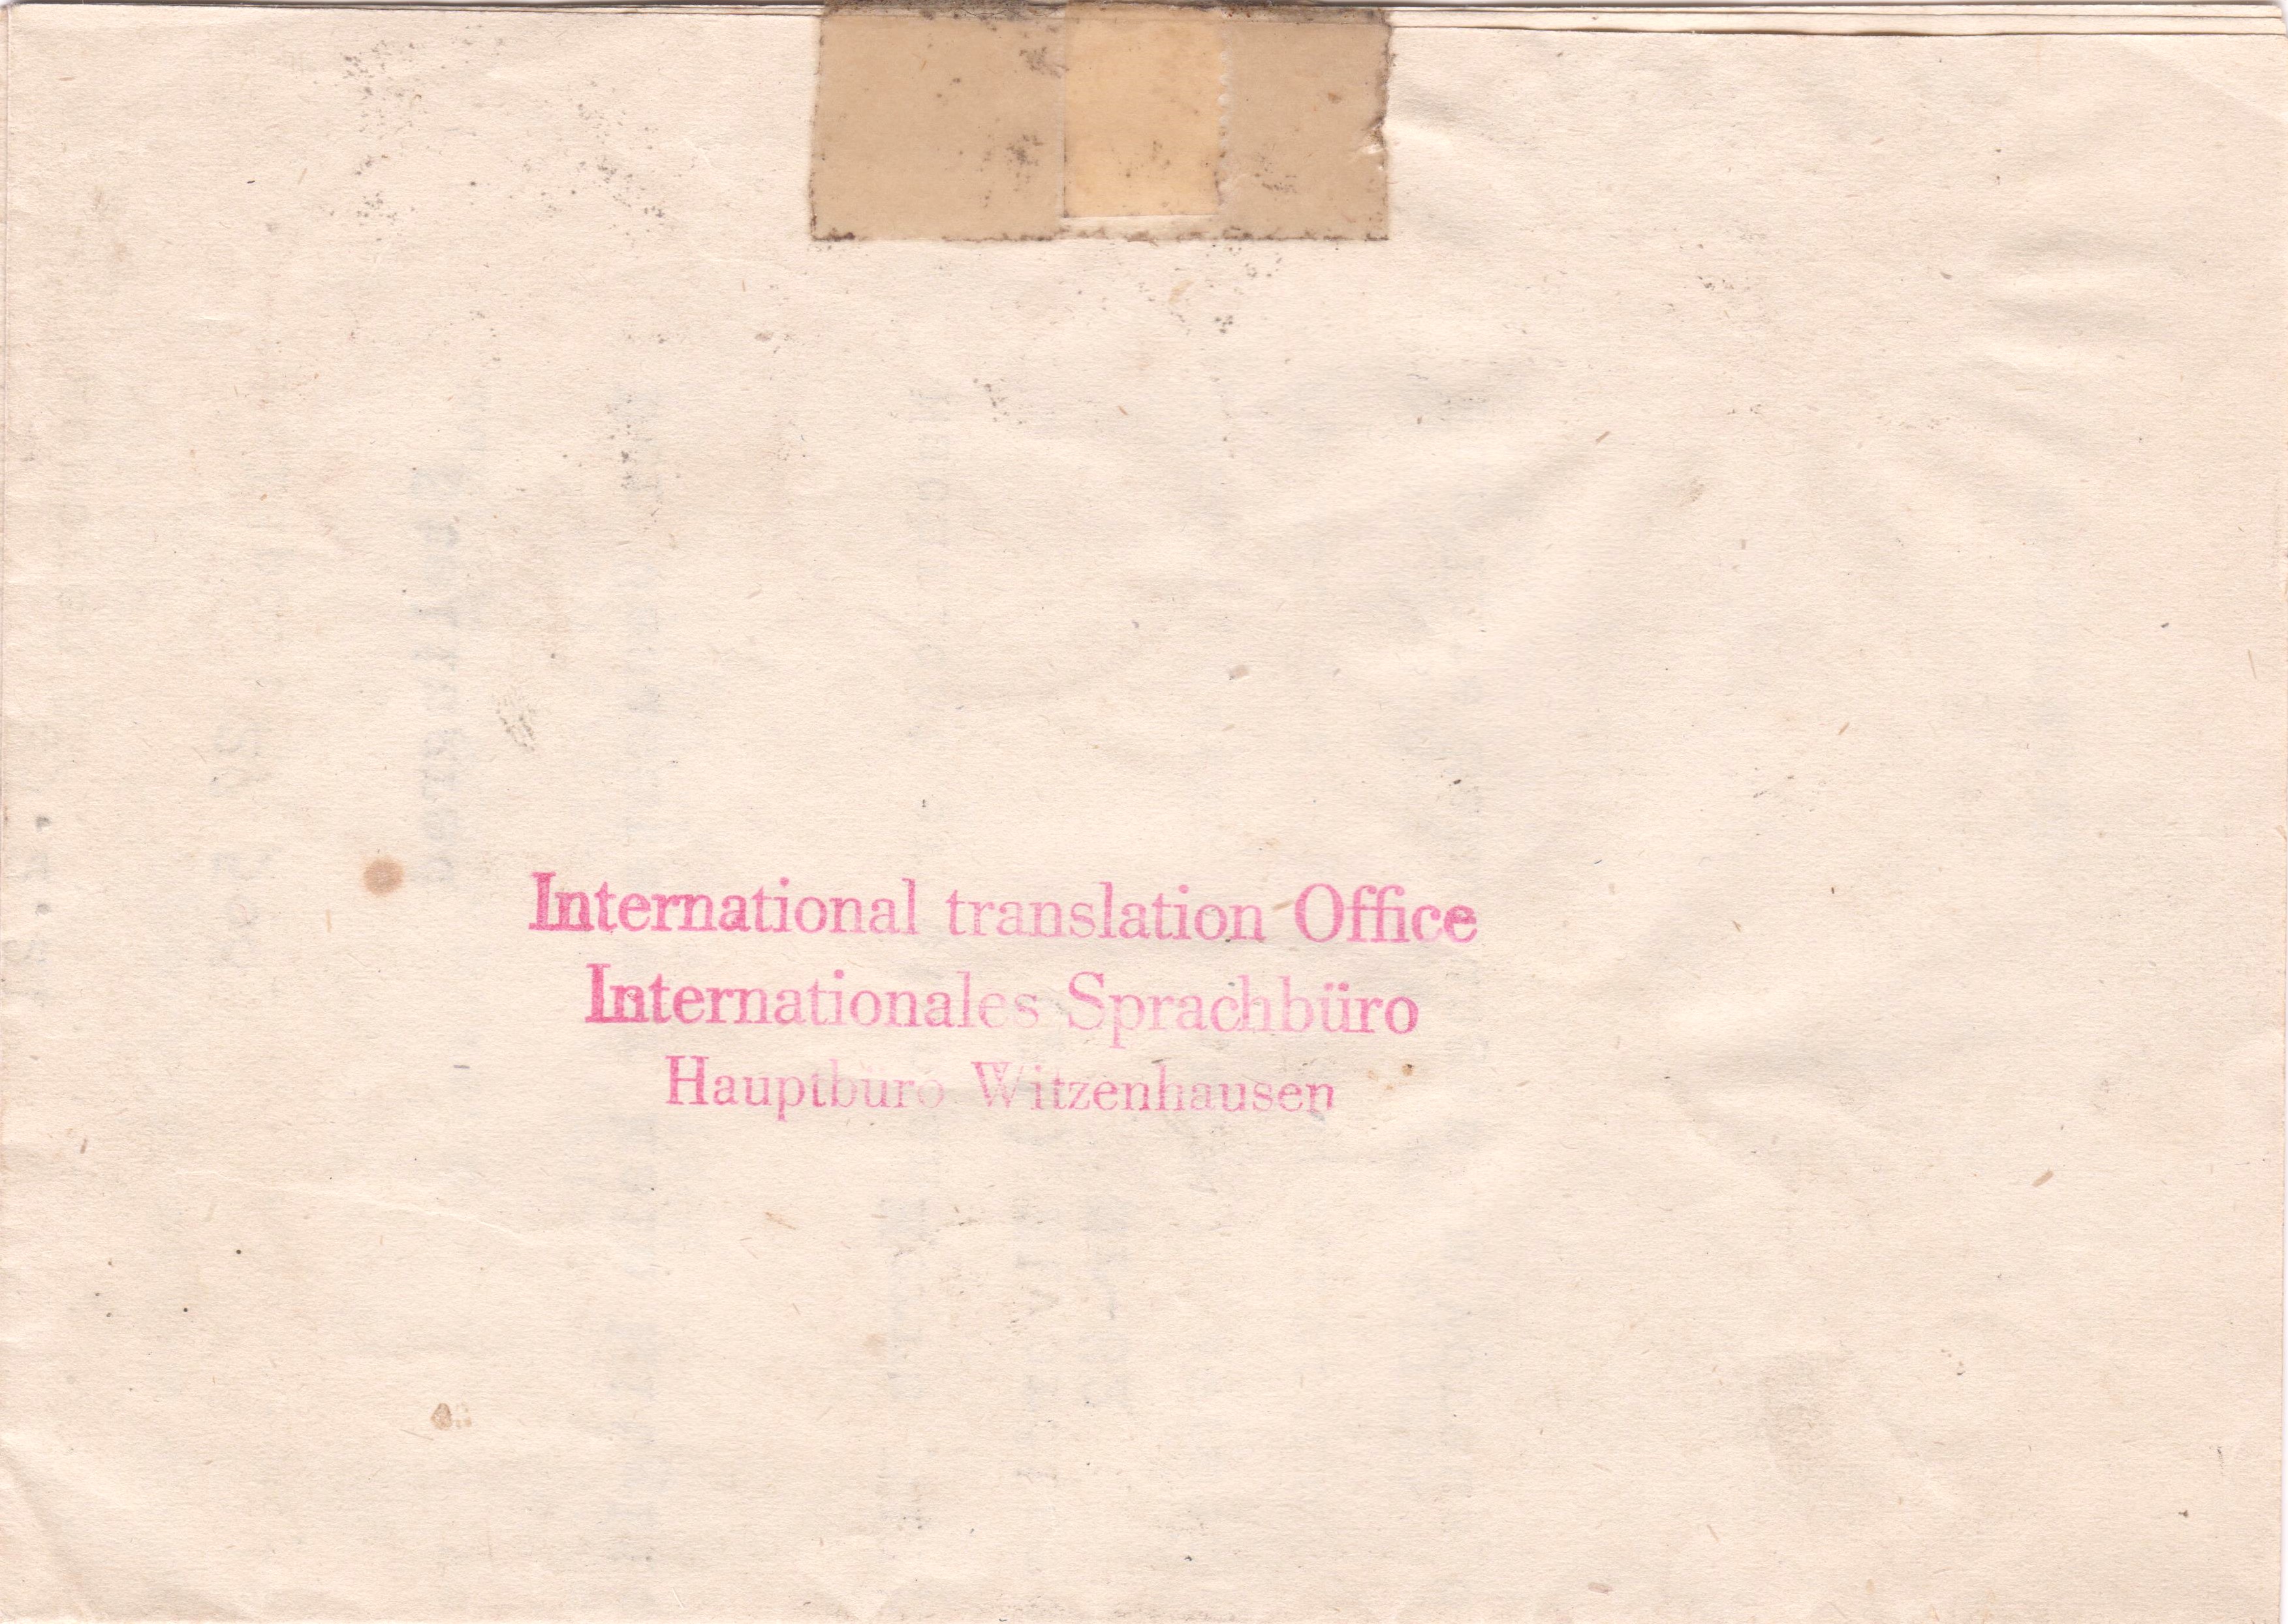 International translation Office
Internationales Sprachbüro
Hauptbüro Witzenhausen